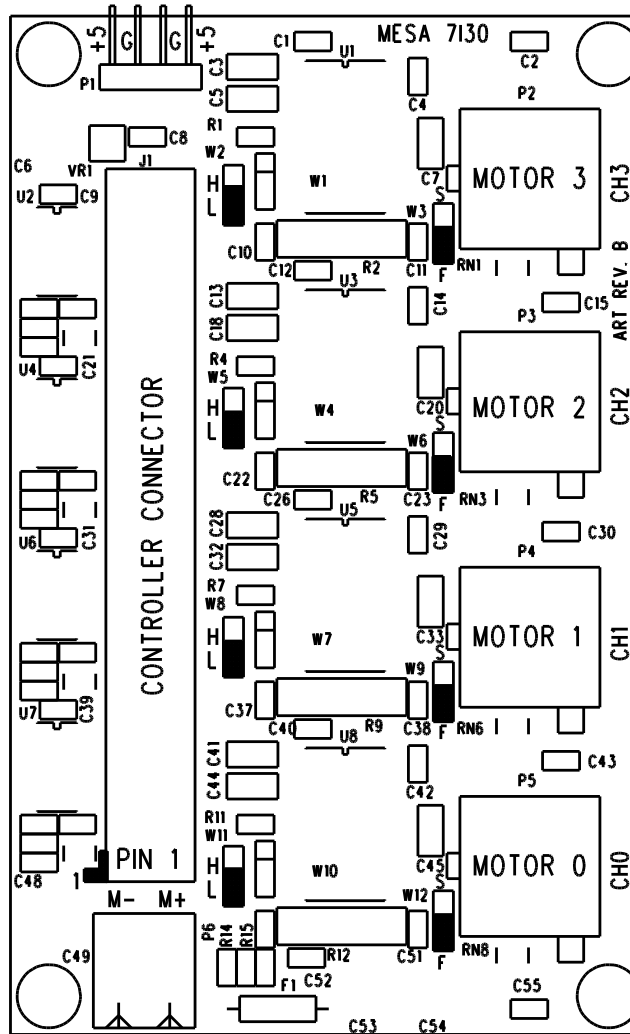 +5 G G +5
P1
C1
U1
MESA 7I30
C2
C3
C4
C5
P2
R1
C8
W2
C6
VR1
J1
C7
S
MOTOR 3
CH3
U2
C9
H
L
W1
W3
C10
C12
R2
C11
F
RN1
U3
C13
C14
C15
C18
P3
ART REV. B
U4
C21
R4
W5
C20
S
MOTOR 2
CH2
H
L
W4
W6
C22
C26
R5
C23
F
RN3
U5
CONTROLLER CONNECTOR
C28
C29
C30
C32
P4
U6
C31
R7
W8
C33
S
MOTOR 1
CH1
H
L
W7
W9
C37
C40
R9
C38
F
RN6
U8
U7
C39
C41
C42
C43
C44
P5
R11
W11
C45
S
MOTOR 0
CH0
H
L
W10
W12
C48
1
PIN 1
M- M+
C49
P6
R14
R15
R12
C51
F
RN8
C52
F1
C55
C53
C54